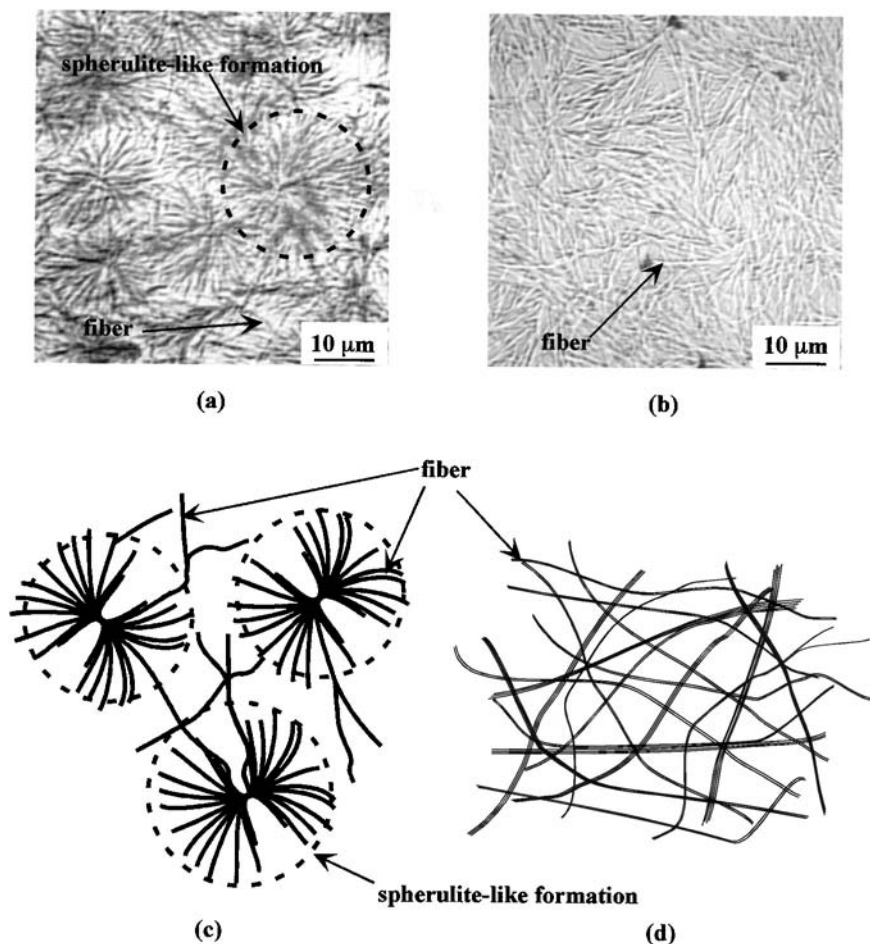 spherulite-like formation
fiber
10 μm
(a)
fiber
10 μm
(b)
fiber
spherulite-like formation
(c)
(d)